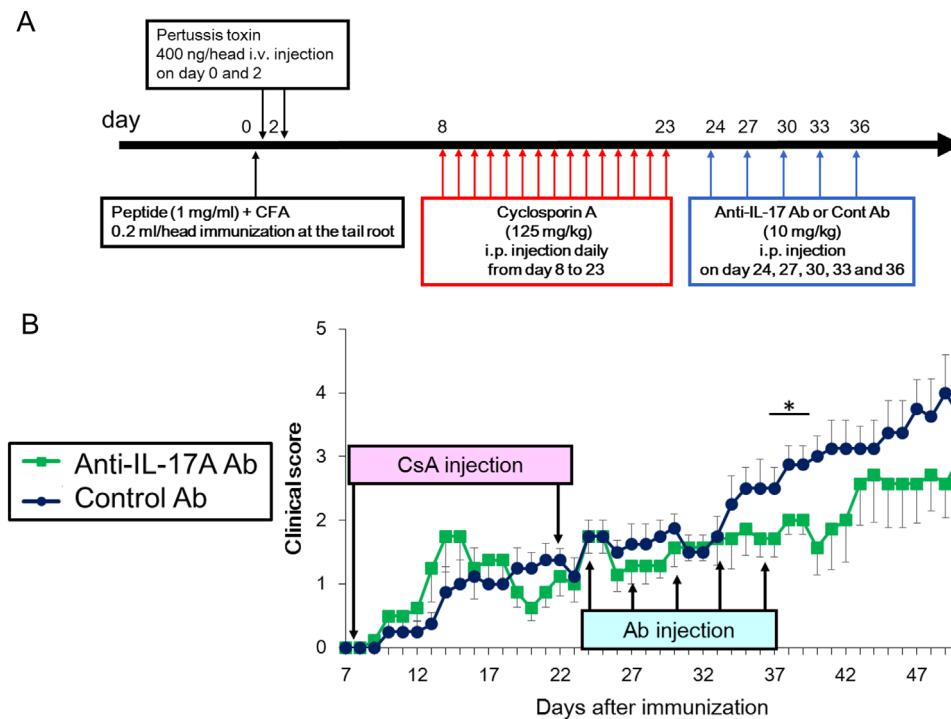 A
Pertussis toxin
400 ng/head i.v. injection
on day 0 and 2
day
0 2 8 23 24 27 30 33 36
Peptide (1 mg/ml) + CFA
0.2 ml/head immunization at the tail root
Cyclosporin A
(125 mg/kg)
i.p. injection daily
from day 8 to 23
Anti-IL-17 Ab or Cont Ab
(10 mg/kg)
i.p. injection
on day 24, 27, 30, 33 and 36
B
Anti-IL-17A Ab
Control Ab
Clinical score
5
4
3
2
1
0
*
CsA injection
Ab injection
7 12 17 22 27 32 37 42 47
Days after immunization